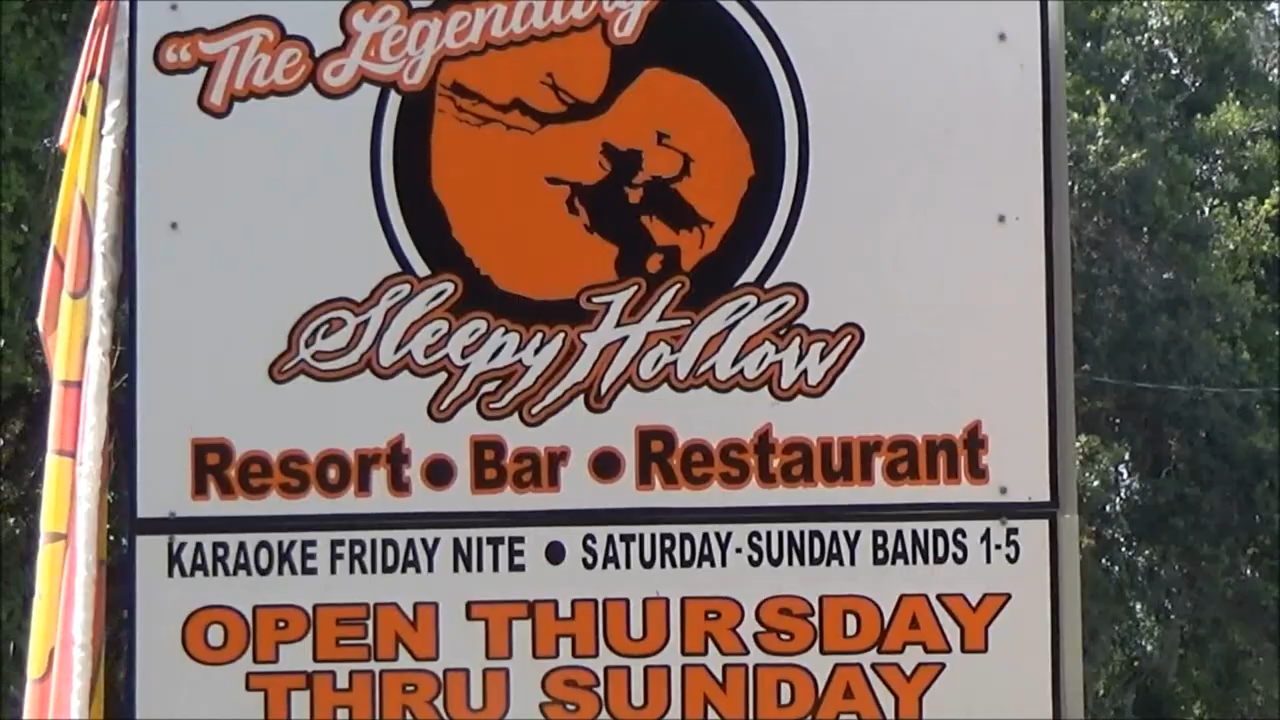 "The Legendary
Sleepy Hollow
Resort • Bar • Restaurant
KARAOKE FRIDAY NITE • SATURDAY-SUNDAY BANDS 1-5
OPEN THURSDAY
THRU SUNDAY